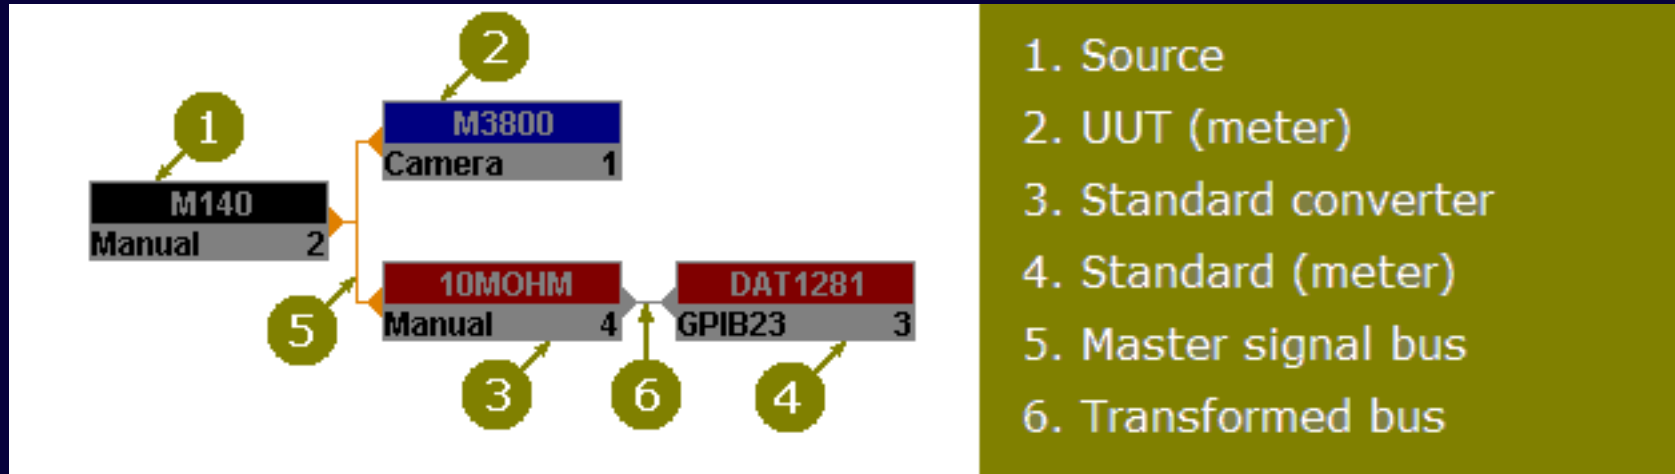 2
M3800
Camera 1
1
M140
Manual 2
10MOHM
Manual 4
DAT1281
GPIB23 3
5
3
6
4
1. Source
2. UUT (meter)
3. Standard converter
4. Standard (meter)
5. Master signal bus
6. Transformed bus